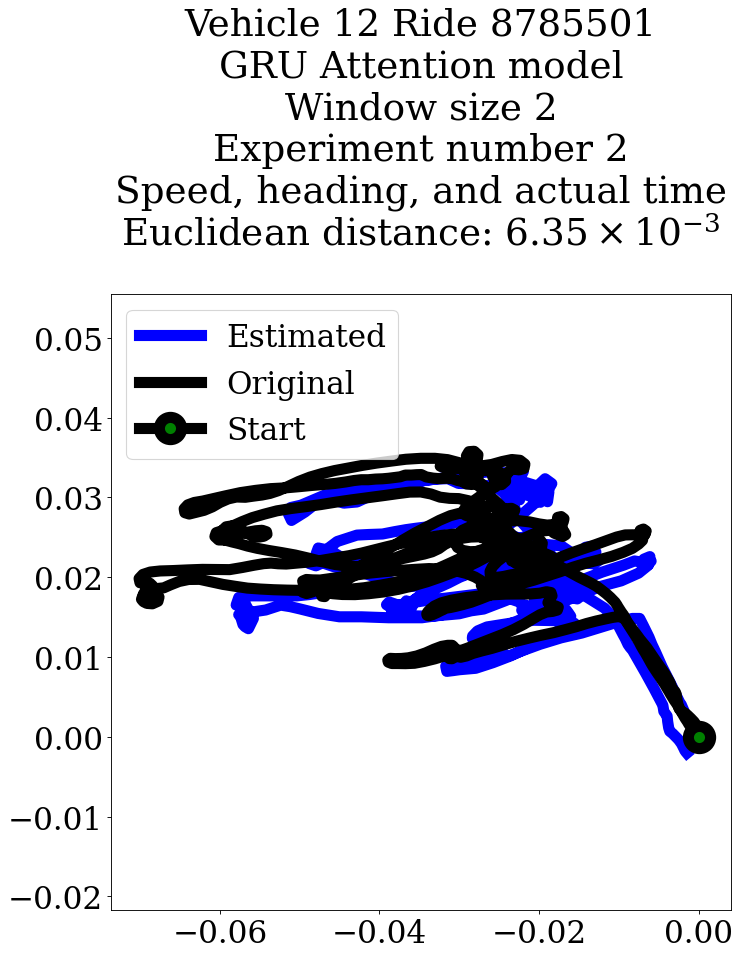 Vehicle 12 Ride 8785501
GRU Attention model
Window size 2
Experiment number 2
Speed, heading, and actual time
Euclidean distance: 6.35 × 10⁻³
Estimated
Original
Start
0.05
0.04
0.03
0.02
0.01
0.00
−0.01
−0.02
−0.06
−0.04
−0.02
0.00